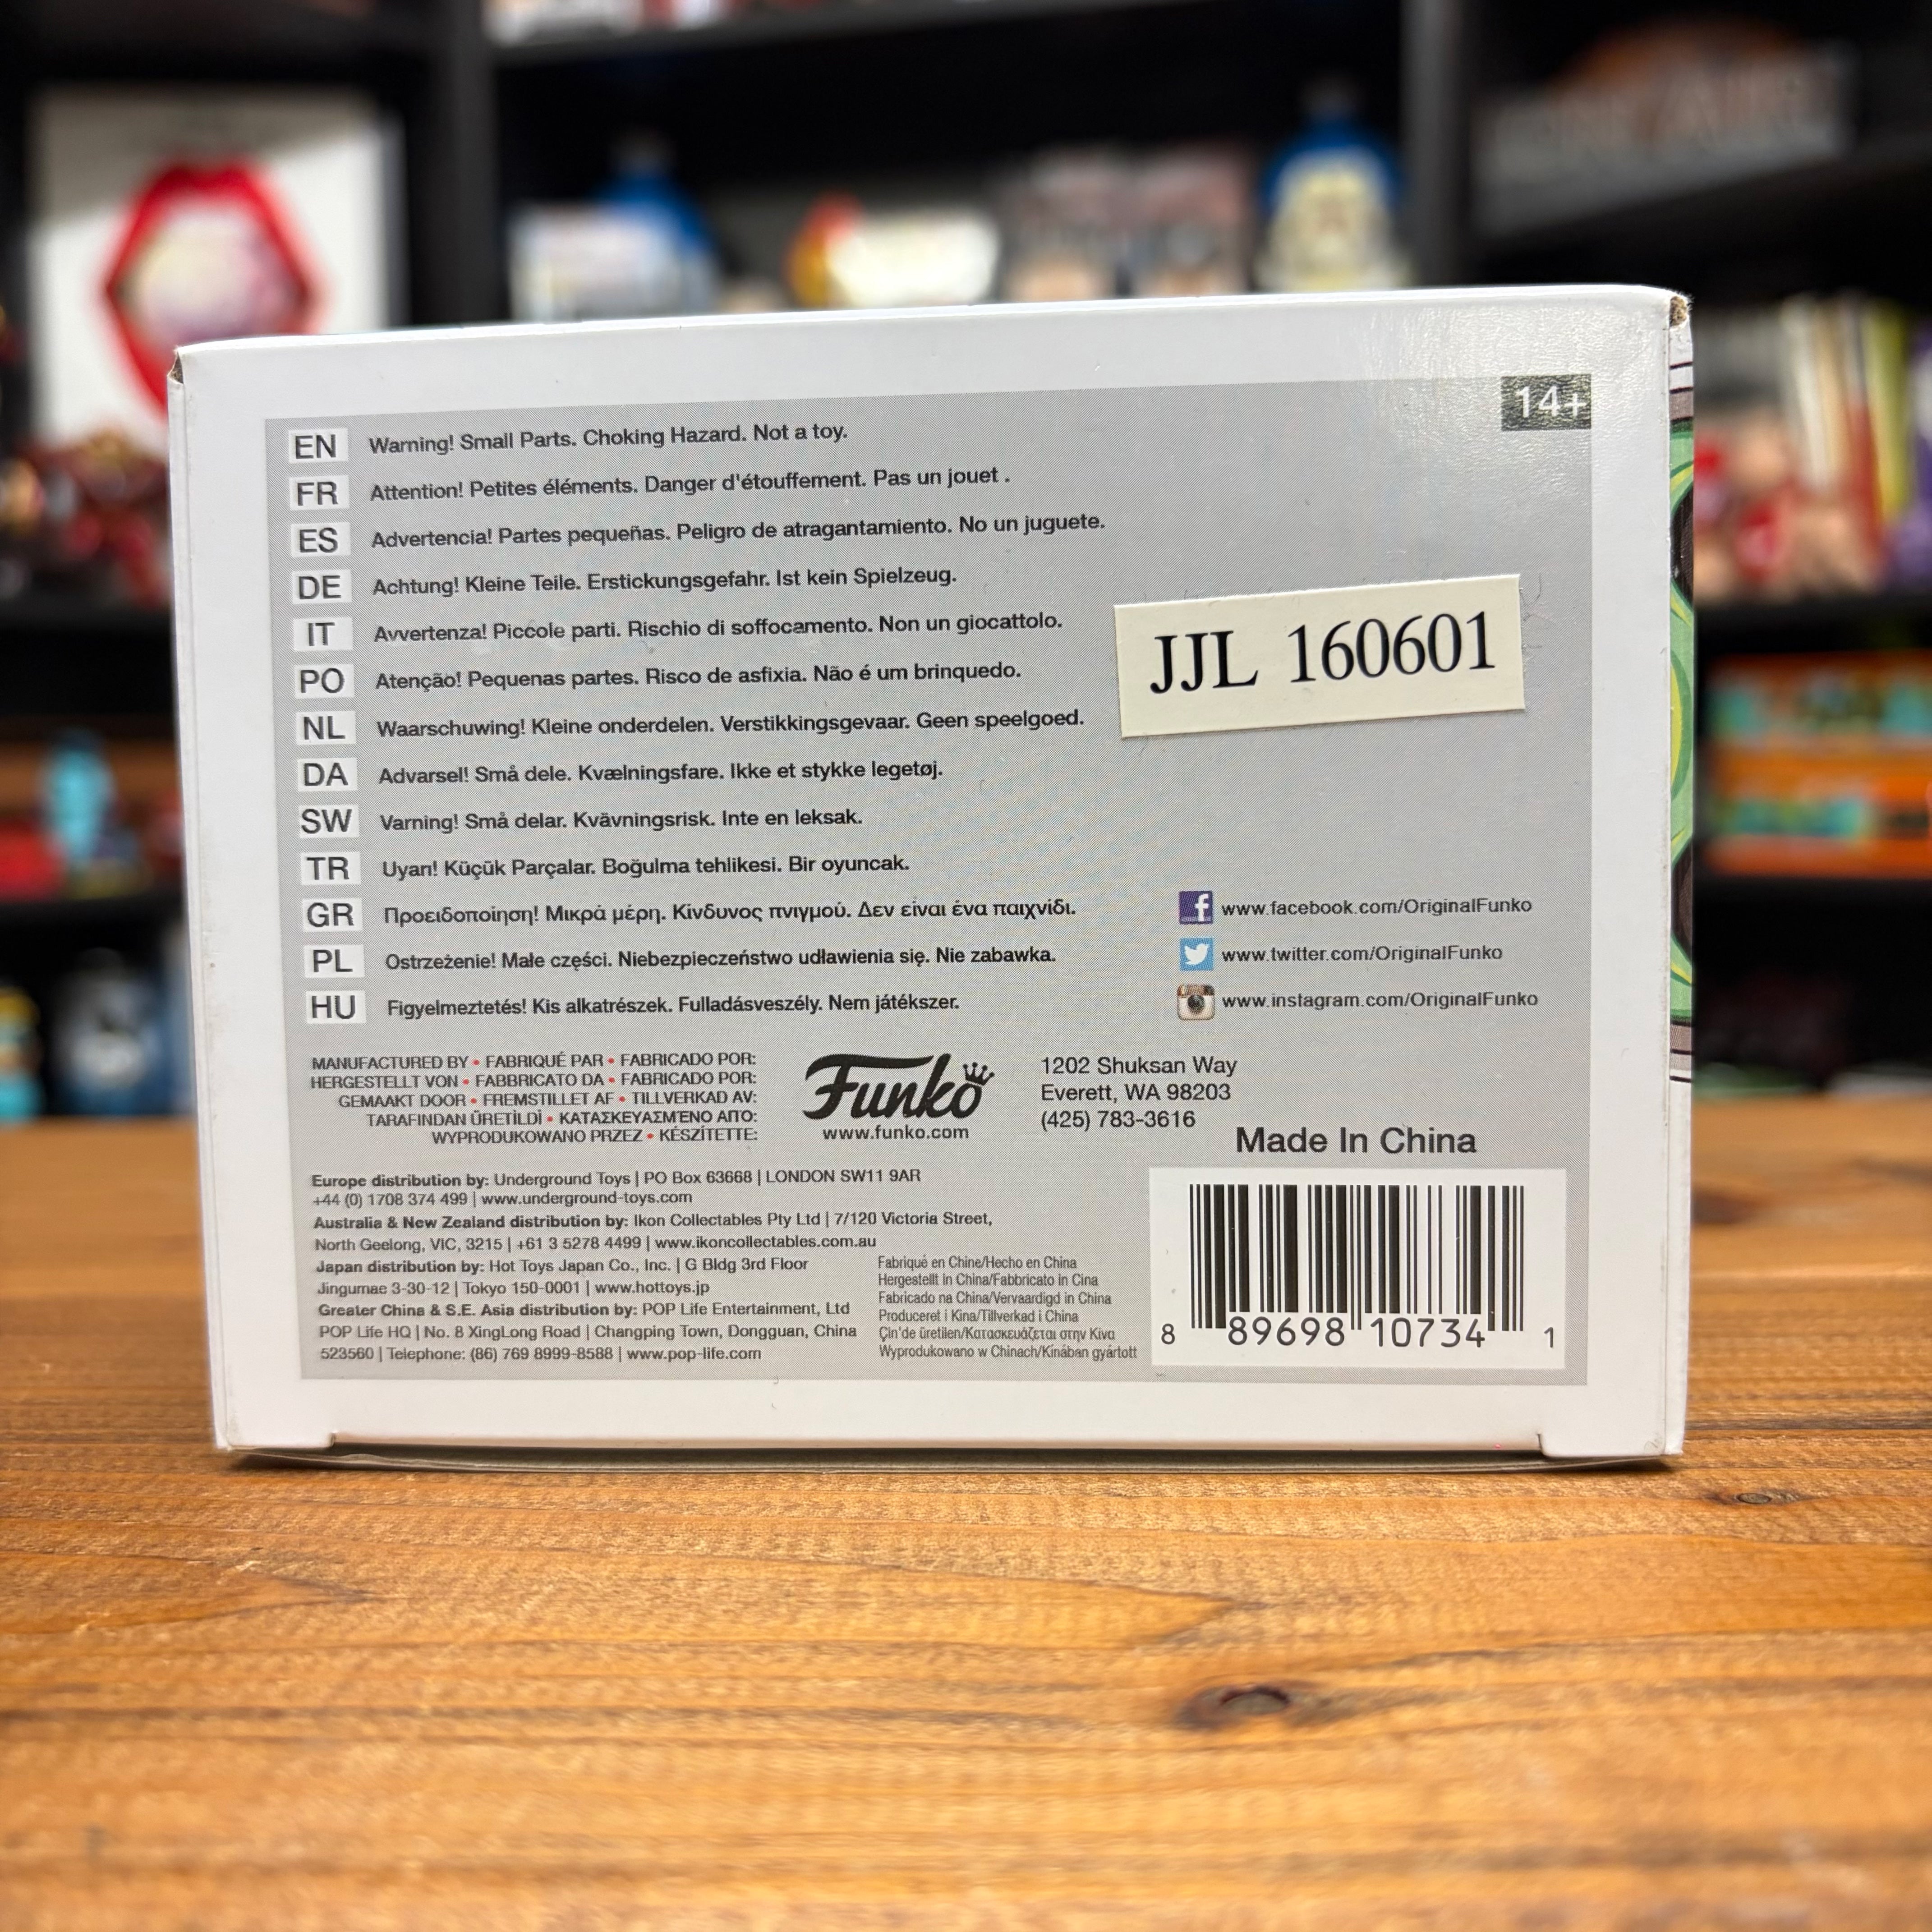 14+
EN Warning! Small Parts. Choking Hazard. Not a toy.
FR Attention! Petites éléments. Danger d'étouffement. Pas un jouet .
ES Advertencia! Partes pequeñas. Peligro de atragantamiento. No un juguete.
DE Achtung! Kleine Teile. Erstickungsgefahr. Ist kein Spielzeug.
IT Avvertenza! Piccole parti. Rischio di soffocamento. Non un giocattolo.
PO Atenção! Pequenas partes. Risco de asfixia. Não é um brinquedo.
NL Waarschuwing! Kleine onderdelen. Verstikkingsgevaar. Geen speelgoed.
DA Advarsel! Små dele. Kvælningsfare. Ikke et stykke legetøj.
SW Varning! Små delar. Kvävningsrisk. Inte en leksak.
TR Uyarı! Küçük Parçalar. Boğulma tehlikesi. Bir oyuncak.
GR Προειδοποίηση! Μικρά μέρη. Κίνδυνος πνιγμού. Δεν είναι ένα παιχνίδι.
PL Ostrzeżenie! Małe części. Niebezpieczeństwo udławienia się. Nie zabawka.
HU Figyelmeztetés! Kis alkatrészek. Fulladásveszély. Nem játékszer.
JJL 160601
www.facebook.com/OriginalFunko
www.twitter.com/OriginalFunko
www.instagram.com/OriginalFunko
MANUFACTURED BY • FABRIQUÉ PAR • FABRICADO POR:
HERGESTELLT VON • FABBRICATO DA • FABRICADO POR:
GEMAAKT DOOR • FREMSTILLET AF • TILLVERKAD AV:
TARAFINDAN ÜRETİLDİ • ΚΑΤΑΣΚΕΥΑΣΜΈΝΟ ΑΠΌ:
WYPRODUKOWANO PRZEZ • KÉSZÍTETTE:
Funko
www.funko.com
1202 Shuksan Way
Everett, WA 98203
(425) 783-3616
Made In China
Europe distribution by: Underground Toys | PO Box 63668 | LONDON SW11 9AR
+44 (0) 1708 374 499 | www.underground-toys.com
Australia & New Zealand distribution by: Ikon Collectables Pty Ltd | 7/120 Victoria Street,
North Geelong, VIC, 3215 | +61 3 5278 4499 | www.ikoncollectables.com.au
Japan distribution by: Hot Toys Japan Co., Inc. | G Bldg 3rd Floor
Jingumae 3-30-12 | Tokyo 150-0001 | www.hottoys.jp
Greater China & S.E. Asia distribution by: POP Life Entertainment, Ltd
POP Life HQ | No. 8 XingLong Road | Changping Town, Dongguan, China
523560 | Telephone: (86) 769 8999-8588 | www.pop-life.com
Fabriqué en Chine/Hecho en China
Hergestellt in China/Fabbricato in Cina
Fabricado na China/Vervaardigd in China
Produceret i Kina/Tillverkad i China
Çin'de üretilen/Κατασκευάζεται στην Κίνα
Wyprodukowano w Chinach/Kínában gyártott
8 89698 10734 1